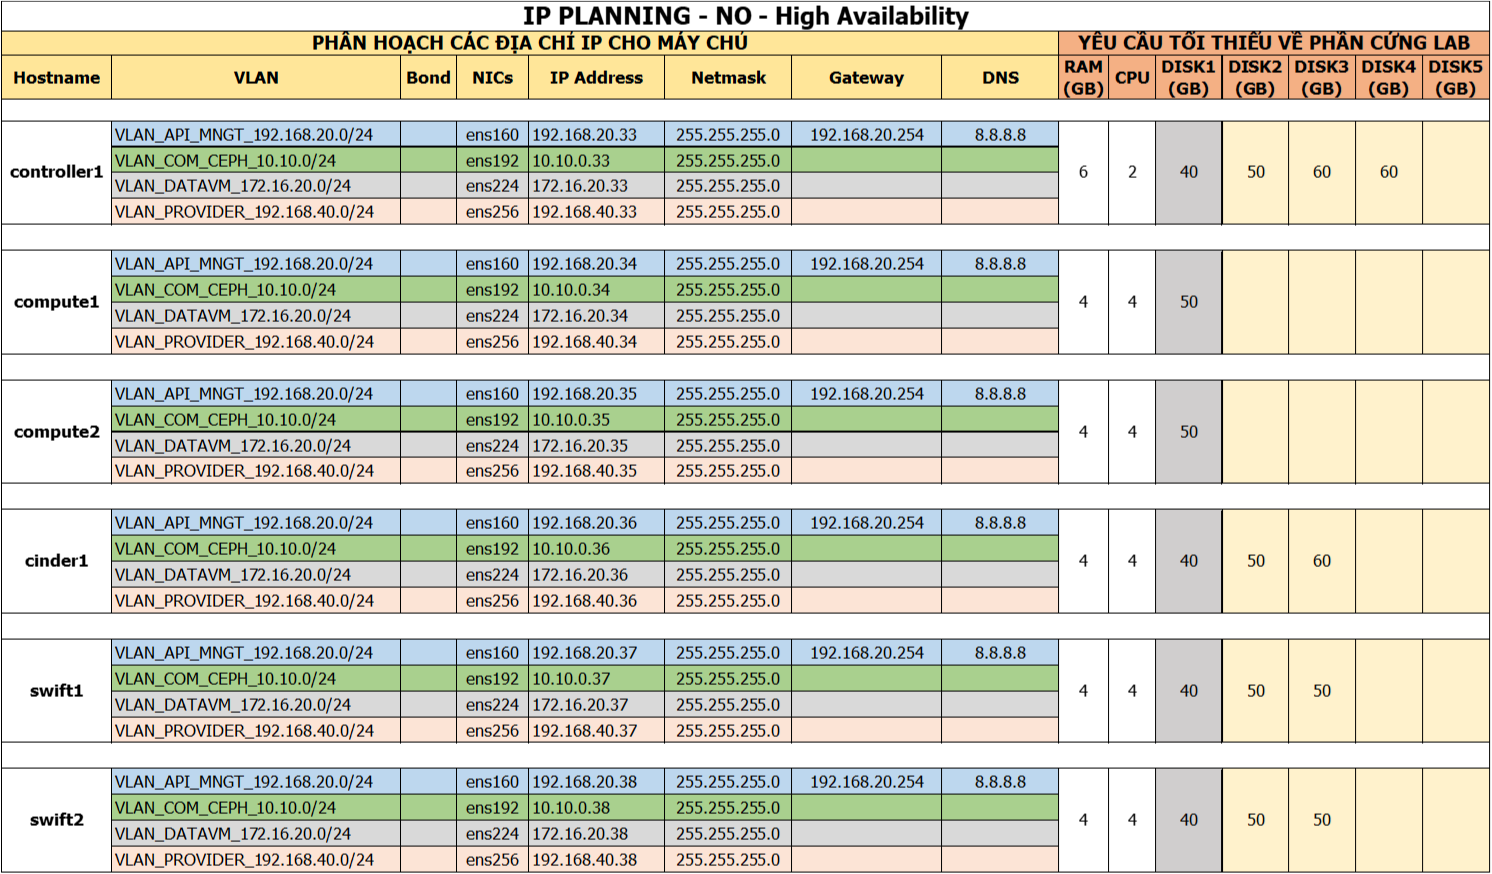 IP PLANNING - NO - High Availability
PHÂN HOẠCH CÁC ĐỊA CHỈ IP CHO MÁY CHỦ YÊU CẦU TỐI THIỂU VỀ PHẦN CỨNG LAB
Hostname VLAN Bond NICs IP Address Netmask Gateway DNS RAM (GB) CPU DISK1 (GB) DISK2 (GB) DISK3 (GB) DISK4 (GB) DISK5 (GB)
controller1 6 2 40 50 60 60
VLAN_API_MNGT_192.168.20.0/24 ens160 192.168.20.33 255.255.255.0 192.168.20.254 8.8.8.8
VLAN_COM_CEPH_10.10.0/24 ens192 10.10.0.33 255.255.255.0
VLAN_DATAVM_172.16.20.0/24 ens224 172.16.20.33 255.255.255.0
VLAN_PROVIDER_192.168.40.0/24 ens256 192.168.40.33 255.255.255.0
compute1 4 4 50
VLAN_API_MNGT_192.168.20.0/24 ens160 192.168.20.34 255.255.255.0 192.168.20.254 8.8.8.8
VLAN_COM_CEPH_10.10.0/24 ens192 10.10.0.34 255.255.255.0
VLAN_DATAVM_172.16.20.0/24 ens224 172.16.20.34 255.255.255.0
VLAN_PROVIDER_192.168.40.0/24 ens256 192.168.40.34 255.255.255.0
compute2 4 4 50
VLAN_API_MNGT_192.168.20.0/24 ens160 192.168.20.35 255.255.255.0 192.168.20.254 8.8.8.8
VLAN_COM_CEPH_10.10.0/24 ens192 10.10.0.35 255.255.255.0
VLAN_DATAVM_172.16.20.0/24 ens224 172.16.20.35 255.255.255.0
VLAN_PROVIDER_192.168.40.0/24 ens256 192.168.40.35 255.255.255.0
cinder1 4 4 40 50 60
VLAN_API_MNGT_192.168.20.0/24 ens160 192.168.20.36 255.255.255.0 192.168.20.254 8.8.8.8
VLAN_COM_CEPH_10.10.0/24 ens192 10.10.0.36 255.255.255.0
VLAN_DATAVM_172.16.20.0/24 ens224 172.16.20.36 255.255.255.0
VLAN_PROVIDER_192.168.40.0/24 ens256 192.168.40.36 255.255.255.0
swift1 4 4 40 50 50
VLAN_API_MNGT_192.168.20.0/24 ens160 192.168.20.37 255.255.255.0 192.168.20.254 8.8.8.8
VLAN_COM_CEPH_10.10.0/24 ens192 10.10.0.37 255.255.255.0
VLAN_DATAVM_172.16.20.0/24 ens224 172.16.20.37 255.255.255.0
VLAN_PROVIDER_192.168.40.0/24 ens256 192.168.40.37 255.255.255.0
swift2 4 4 40 50 50
VLAN_API_MNGT_192.168.20.0/24 ens160 192.168.20.38 255.255.255.0 192.168.20.254 8.8.8.8
VLAN_COM_CEPH_10.10.0/24 ens192 10.10.0.38 255.255.255.0
VLAN_DATAVM_172.16.20.0/24 ens224 172.16.20.38 255.255.255.0
VLAN_PROVIDER_192.168.40.0/24 ens256 192.168.40.38 255.255.255.0